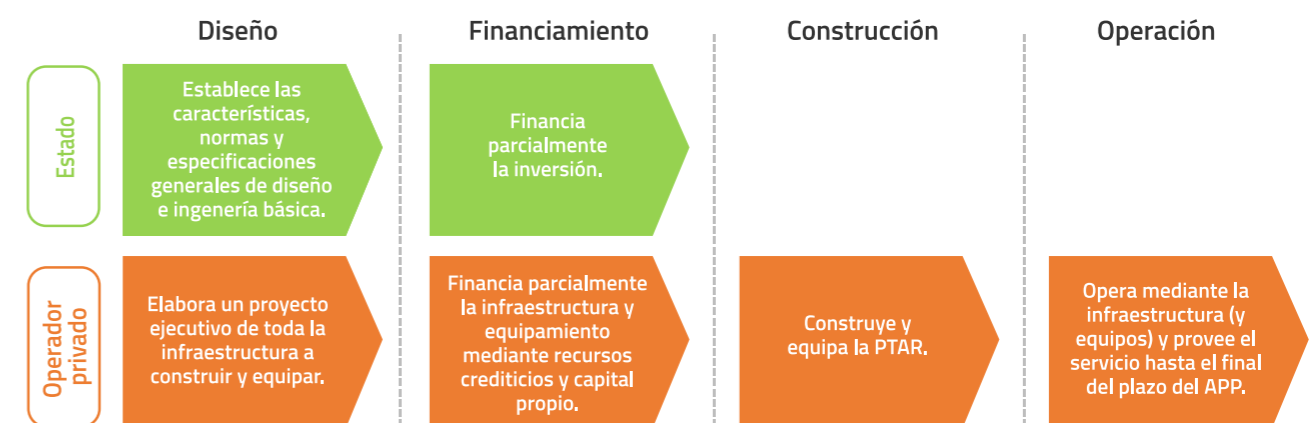 Diseño
Financiamiento
Construcción
Operación
Estado
Establece las
características,
normas y
especificaciones
generales de diseño
e ingenería básica.
Financia
parcialmente
la inversión.
Operador
privado
Elabora un proyecto
ejecutivo de toda la
infraestructura a
construir y equipar.
Financia parcialmente
la infraestructura y
equipamiento
mediante recursos
crediticios y capital
propio.
Construye y
equipa la PTAR.
Opera mediante la
infraestructura (y
equipos) y provee el
servicio hasta el final
del plazo del APP.